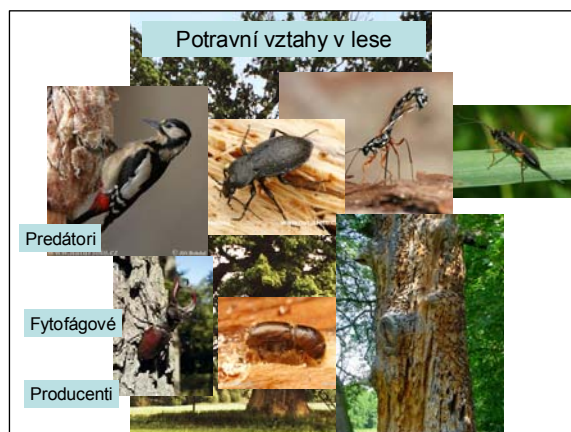 Potravní vztahy v lese
Predátori
Fytofágové
Producenti